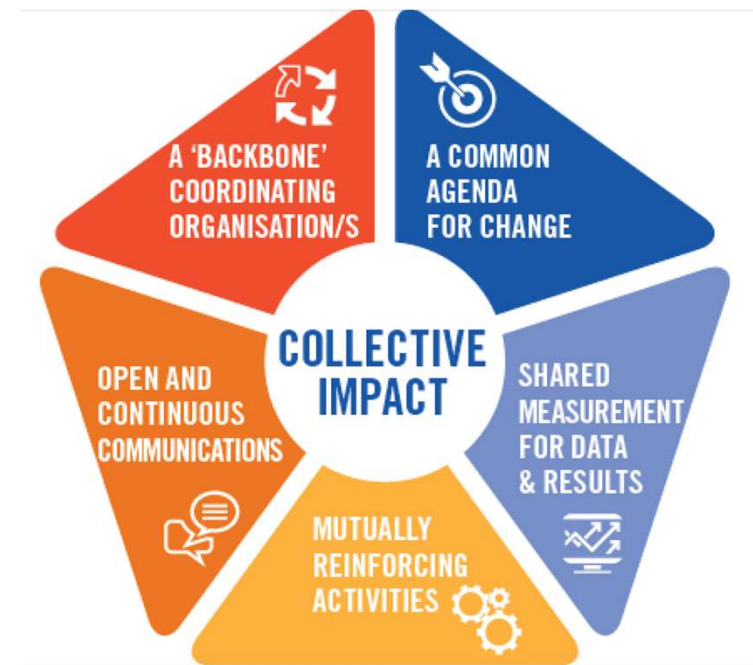 A ‘BACKBONE’
COORDINATING
ORGANISATION/S
A COMMON
AGENDA
FOR CHANGE
COLLECTIVE
IMPACT
OPEN AND
CONTINUOUS
COMMUNICATIONS
SHARED
MEASUREMENT
FOR DATA
& RESULTS
MUTUALLY
REINFORCING
ACTIVITIES